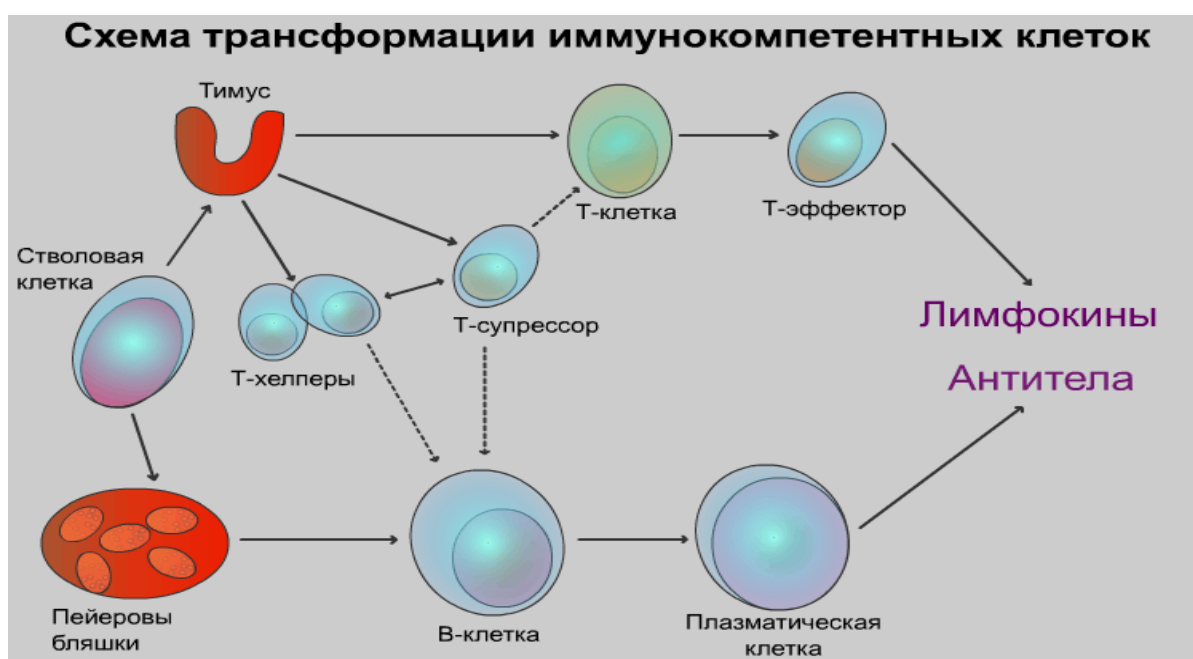 Схема трансформации иммунокомпетентных клеток
Тимус
Т-клетка
Т-эффектор
Стволовая
клетка
Т-супрессор
Т-хелперы
Лимфокины
Антитела
Пейеровы
бляшки
В-клетка
Плазматическая
клетка